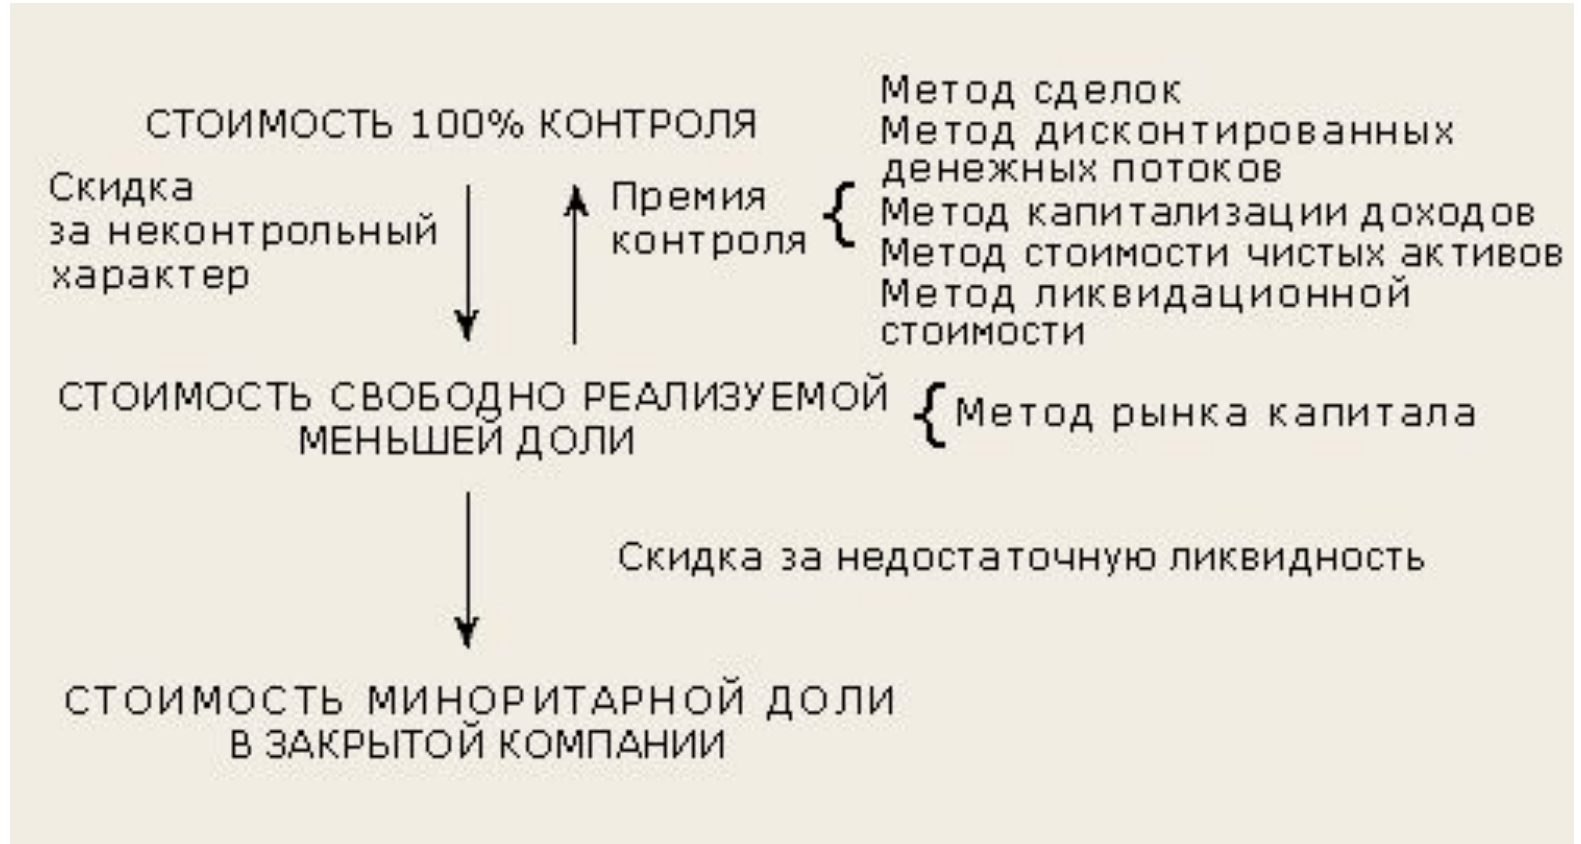 СТОИМОСТЬ 100% КОНТРОЛЯ
Скидка
за неконтрольный
характер
Премия
контроля
Метод сделок
Метод дисконтированных
денежных потоков
Метод капитализации доходов
Метод стоимости чистых активов
Метод ликвидационной
стоимости
СТОИМОСТЬ СВОБОДНО РЕАЛИЗУЕМОЙ
МЕНЬШЕЙ ДОЛИ
Метод рынка капитала
Скидка за недостаточную ликвидность
СТОИМОСТЬ МИНОРИТАРНОЙ ДОЛИ
В ЗАКРЫТОЙ КОМПАНИИ